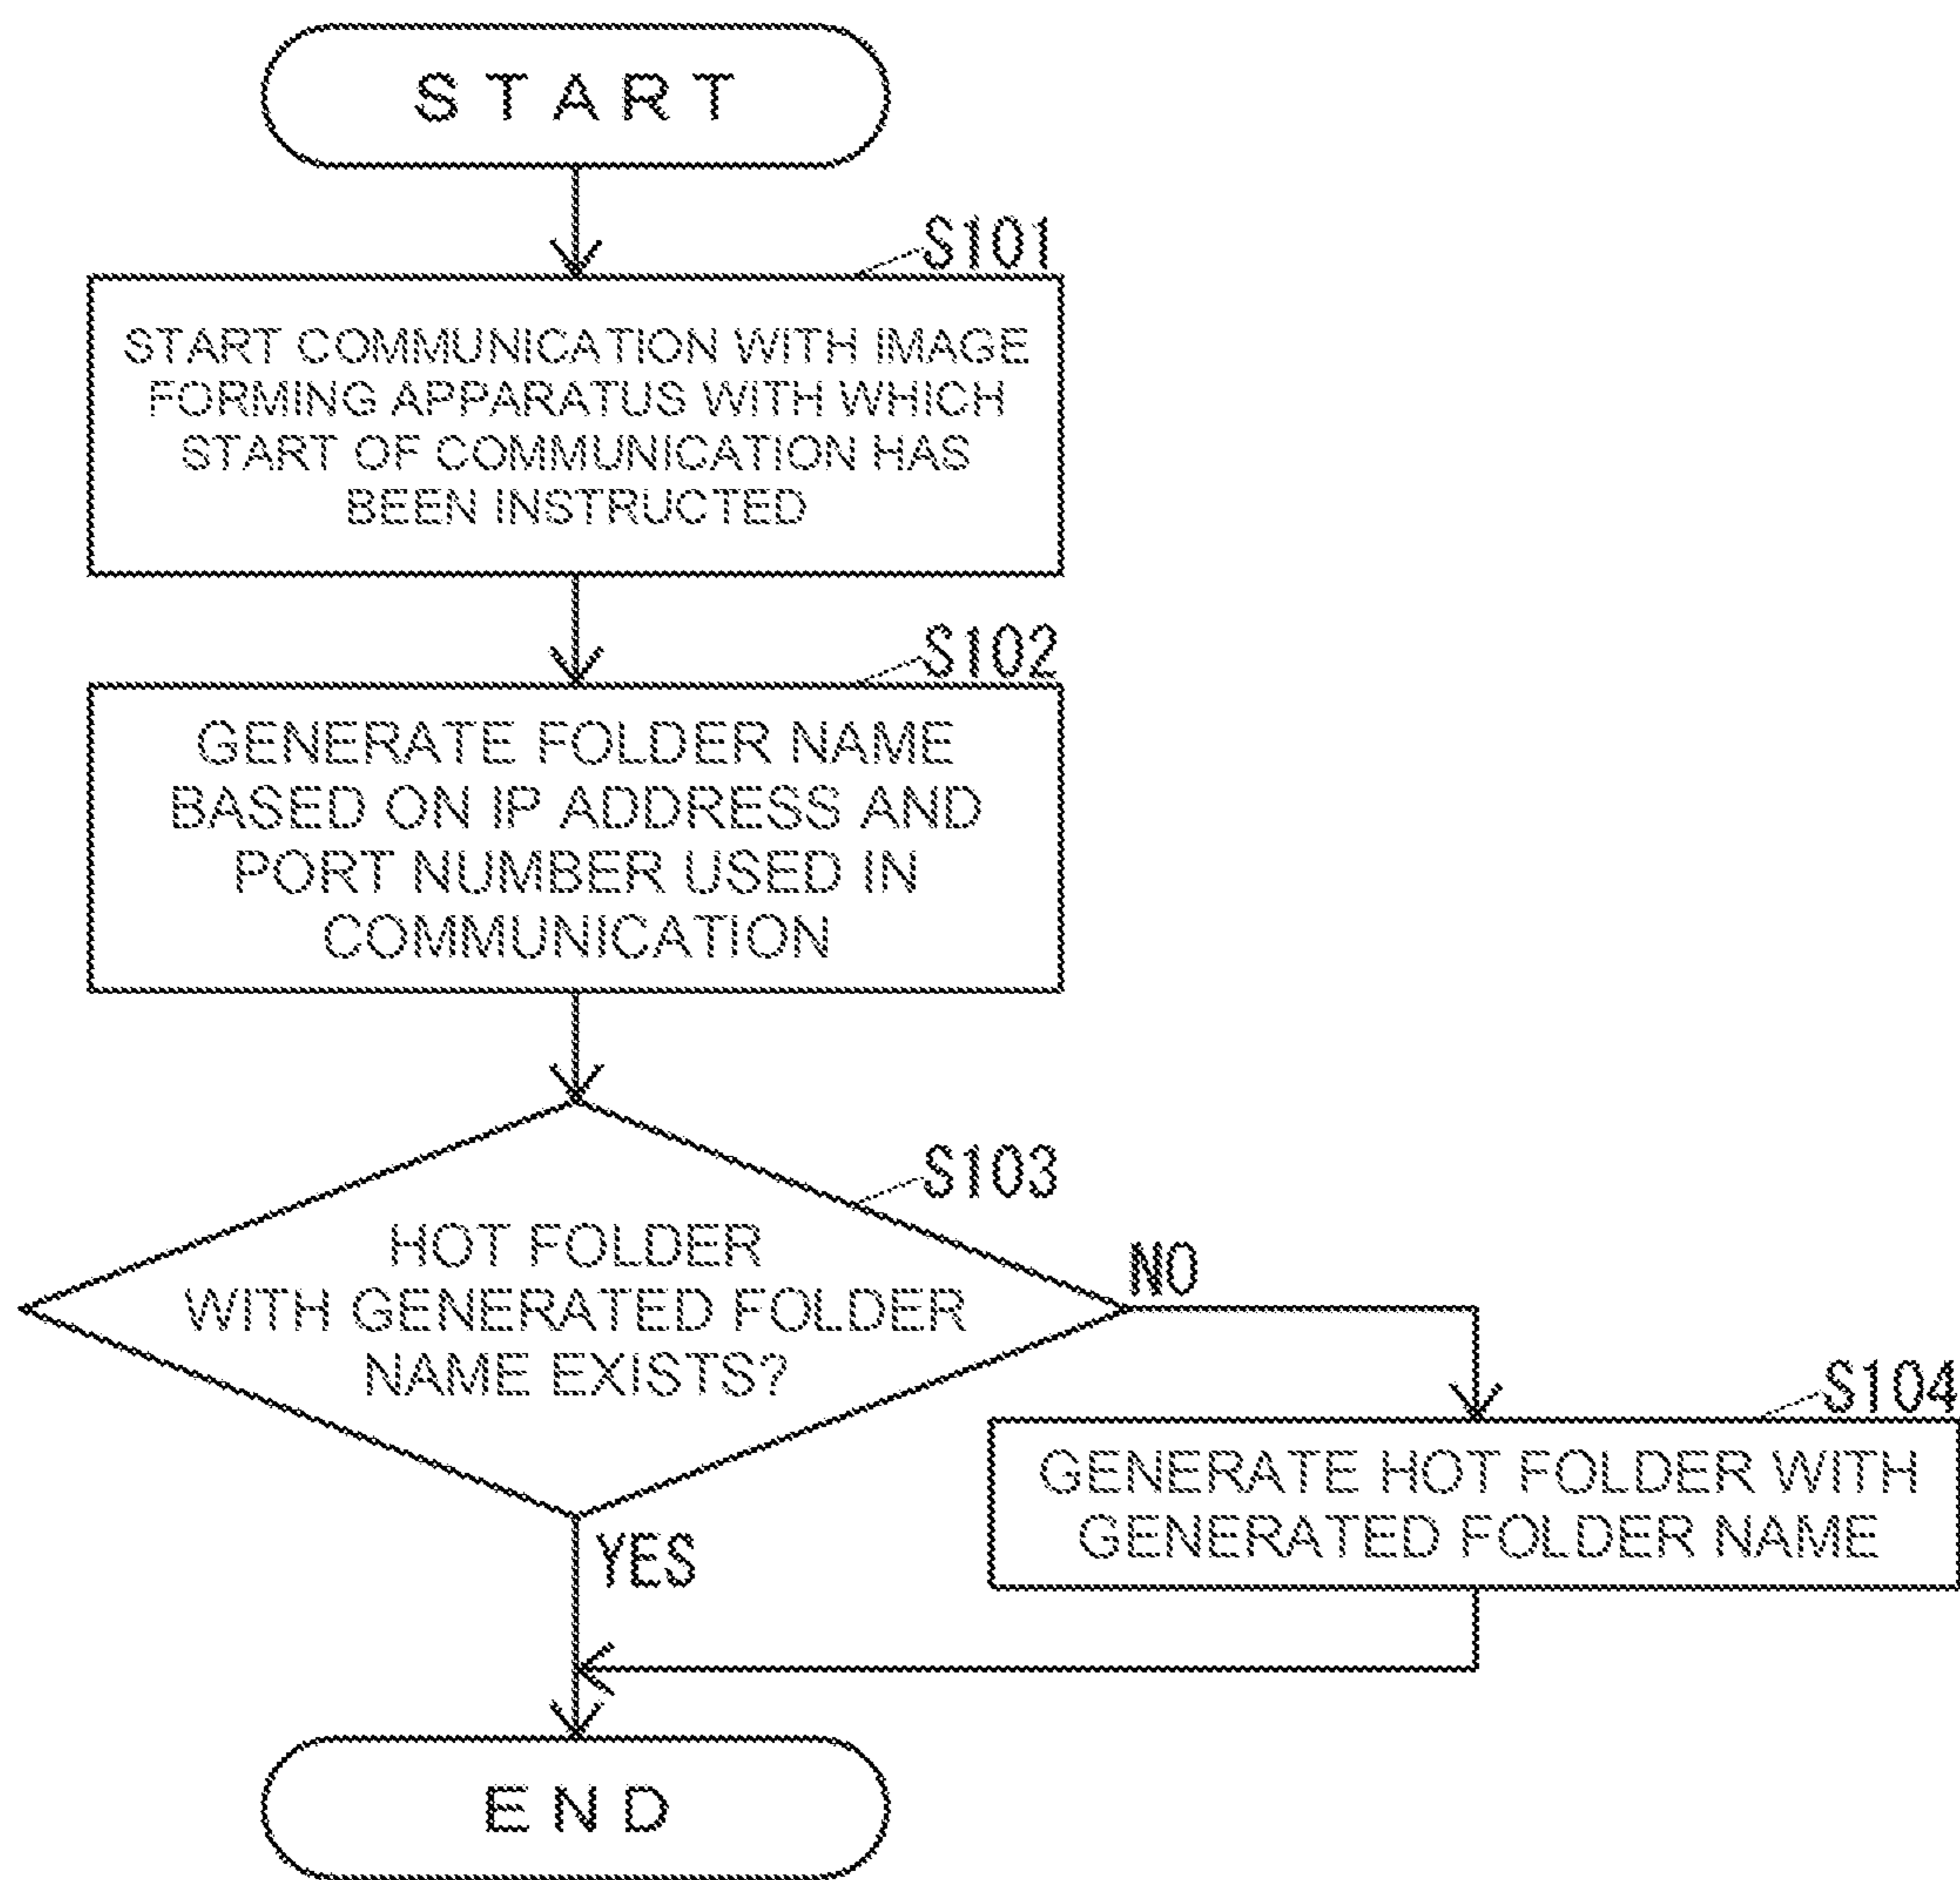 START
S101
START COMMUNICATION WITH IMAGE
FORMING APPARATUS WITH WHICH
START OF COMMUNICATION HAS
BEEN INSTRUCTED
S102
GENERATE FOLDER NAME
BASED ON IP ADDRESS AND
PORT NUMBER USED IN
COMMUNICATION
S103
HOT FOLDER
WITH GENERATED FOLDER
NAME EXISTS?
NO
S104
GENERATE HOT FOLDER WITH
GENERATED FOLDER NAME
YES
END